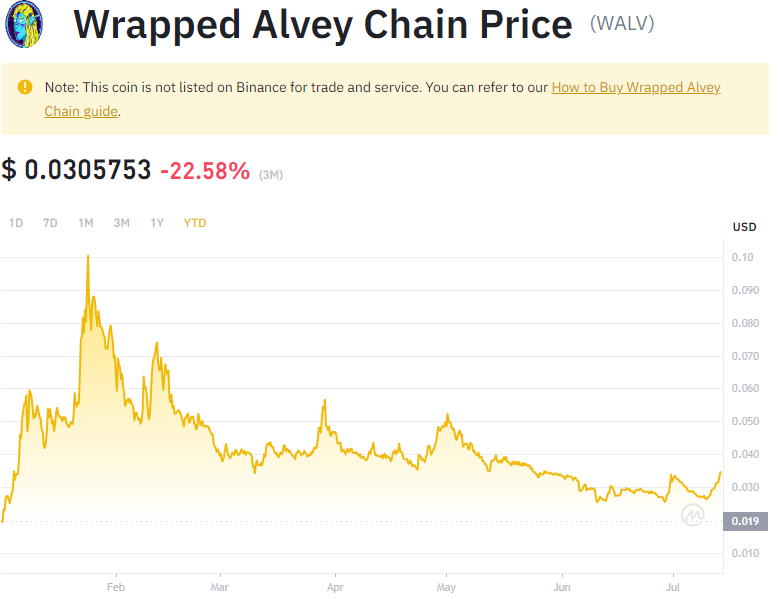 Wrapped Alvey Chain Price (WALV)
Note: This coin is not listed on Binance for trade and service. You can refer to our How to Buy Wrapped Alvey
Chain guide.
$ 0.0305753 -22.58% (3M)
1D 7D 1M 3M 1Y YTD
USD
0.10
0.090
0.080
0.070
0.060
0.050
0.040
0.030
0.019
0.010
Feb Mar Apr May Jun Jul